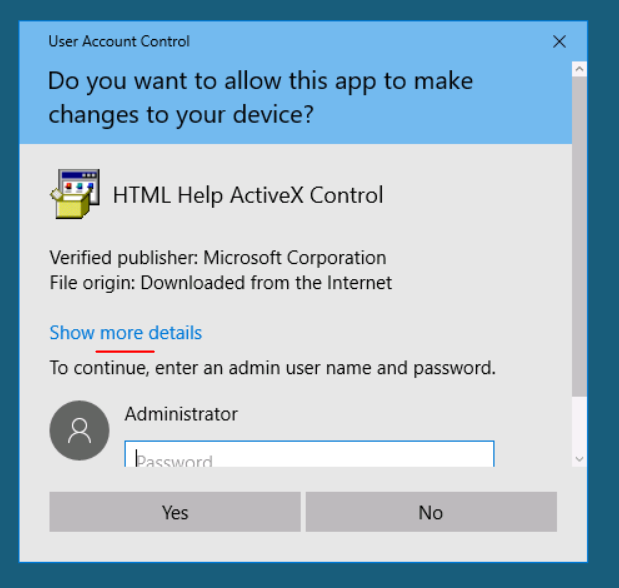 User Account Control
Do you want to allow this app to make
changes to your device?
HTML Help ActiveX Control
Verified publisher: Microsoft Corporation
File origin: Downloaded from the Internet
Show more details
To continue, enter an admin user name and password.
Administrator
Password
Yes
No